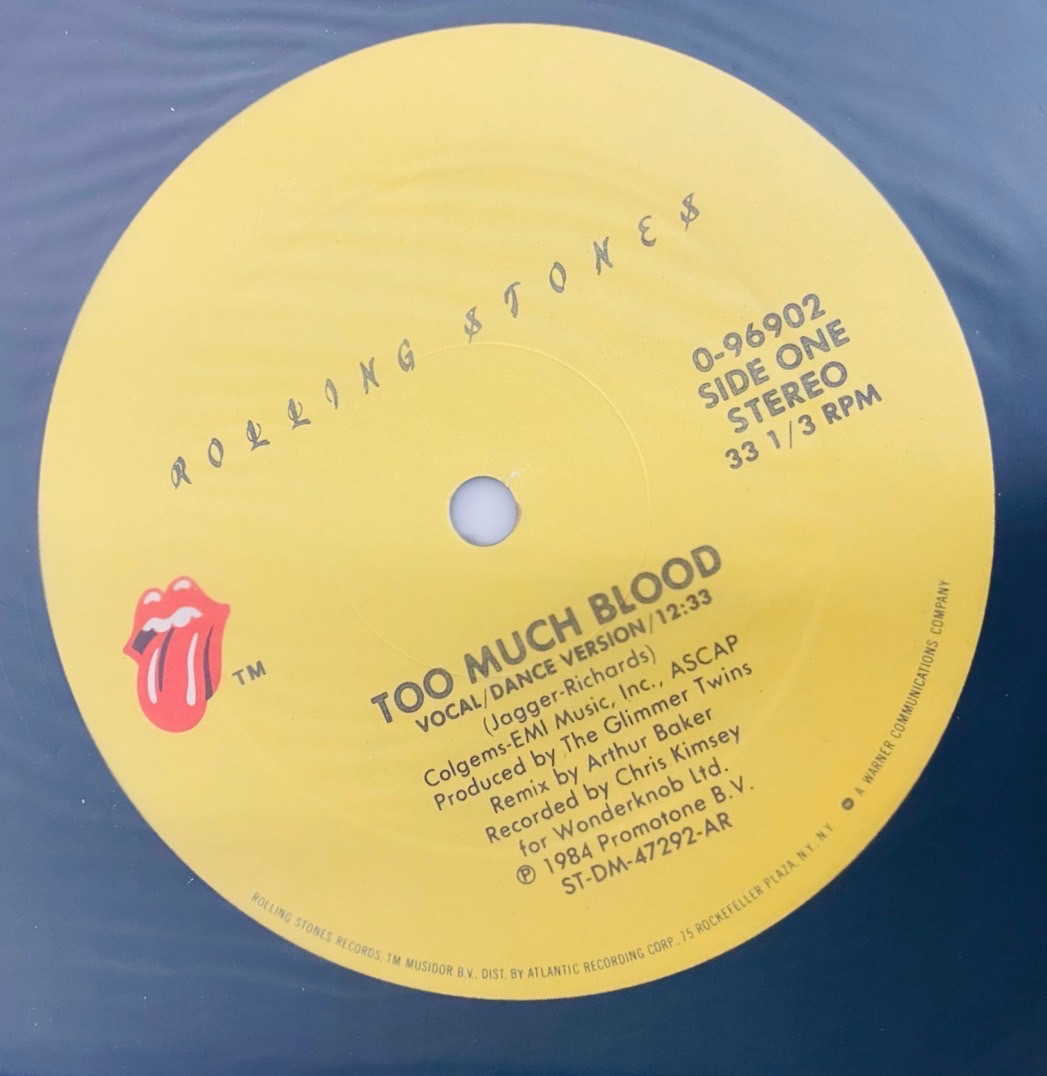 ROLLING STONES
0-96902
SIDE ONE
STEREO
33 1/3 RPM
TM
TOO MUCH BLOOD
VOCAL/DANCE VERSION/12:33
(Jagger-Richards)
Colgems-EMI Music, Inc., ASCAP
Produced by The Glimmer Twins
Remix by Arthur Baker
Recorded by Chris Kimsey
for Wonderknob Ltd.
℗ 1984 Promotone B.V.
ST-DM-47292-AR
ROLLING STONES RECORDS, TM MUSIDOR B.V., DIST. BY ATLANTIC RECORDING CORP., 75 ROCKEFELLER PLAZA, N.Y., N.Y. A WARNER COMMUNICATIONS COMPANY